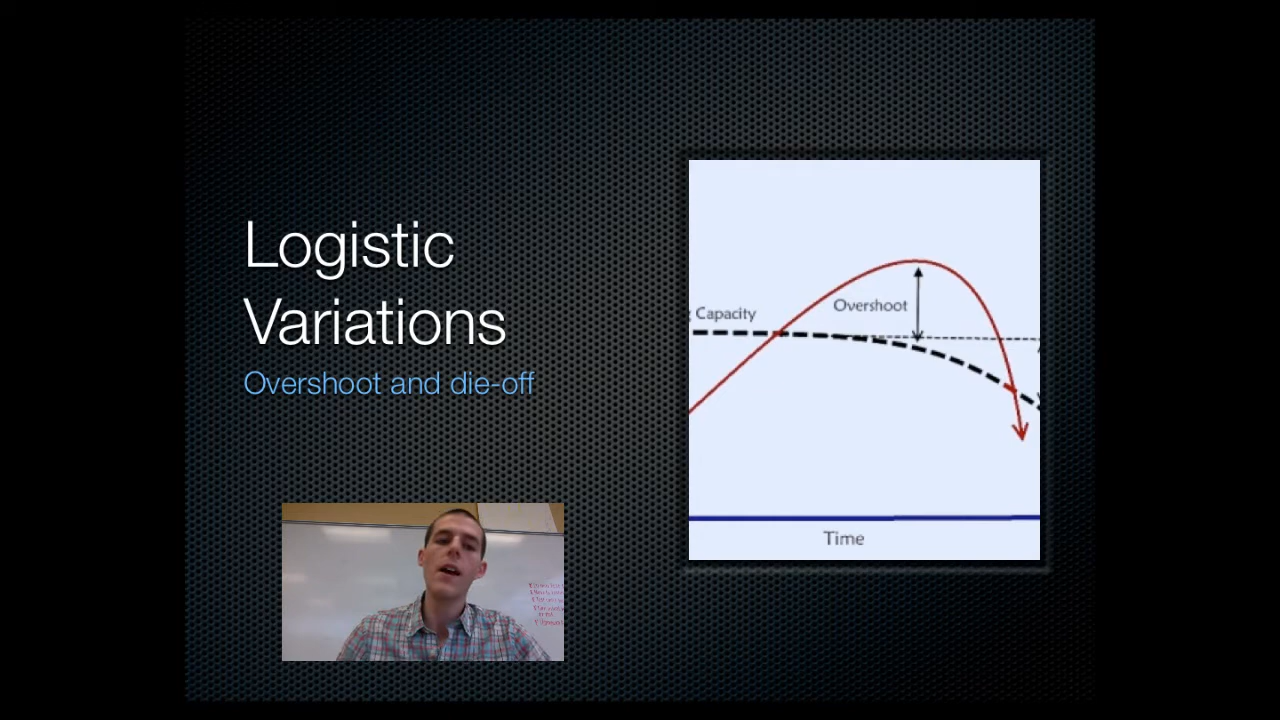 Logistic
Variations
Overshoot and die-off
Capacity
Overshoot
Time